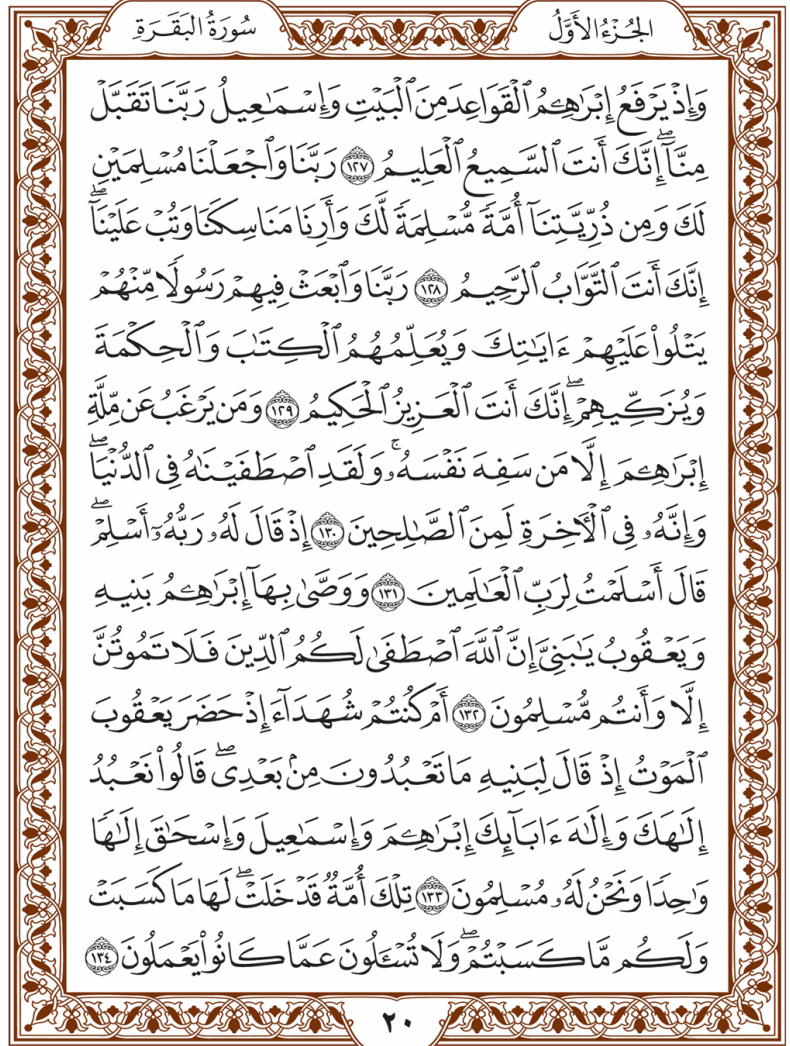 الجُزْءُ الأَوَّلُ
سُورَةُ البَقَرَةِ
وَإِذۡ يَرۡفَعُ إِبۡرَٰهِـۧمُ ٱلۡقَوَاعِدَ مِنَ ٱلۡبَيۡتِ وَإِسۡمَٰعِيلُ رَبَّنَا تَقَبَّلۡ
مِنَّآۖ إِنَّكَ أَنتَ ٱلسَّمِيعُ ٱلۡعَلِيمُ ١٢٧ رَبَّنَا وَٱجۡعَلۡنَا مُسۡلِمَيۡنِ
لَكَ وَمِن ذُرِّيَّتِنَآ أُمَّةٗ مُّسۡلِمَةٗ لَّكَ وَأَرِنَا مَنَاسِكَنَا وَتُبۡ عَلَيۡنَآۖ
إِنَّكَ أَنتَ ٱلتَّوَّابُ ٱلرَّحِيمُ ١٢٨ رَبَّنَا وَٱبۡعَثۡ فِيهِمۡ رَسُولٗا مِّنۡهُمۡ
يَتۡلُواْ عَلَيۡهِمۡ ءَايَٰتِكَ وَيُعَلِّمُهُمُ ٱلۡكِتَٰبَ وَٱلۡحِكۡمَةَ
وَيُزَكِّيهِمۡۖ إِنَّكَ أَنتَ ٱلۡعَزِيزُ ٱلۡحَكِيمُ ١٢٩ وَمَن يَرۡغَبُ عَن مِّلَّةِ
إِبۡرَٰهِـۧمَ إِلَّا مَن سَفِهَ نَفۡسَهُۥۚ وَلَقَدِ ٱصۡطَفَيۡنَٰهُ فِي ٱلدُّنۡيَاۖ
وَإِنَّهُۥ فِي ٱلۡأٓخِرَةِ لَمِنَ ٱلصَّٰلِحِينَ ١٣٠ إِذۡ قَالَ لَهُۥ رَبُّهُۥٓ أَسۡلِمۡۖ
قَالَ أَسۡلَمۡتُ لِرَبِّ ٱلۡعَٰلَمِينَ ١٣١ وَوَصَّىٰ بِهَآ إِبۡرَٰهِـۧمُ بَنِيهِ
وَيَعۡقُوبُ يَٰبَنِيَّ إِنَّ ٱللَّهَ ٱصۡطَفَىٰ لَكُمُ ٱلدِّينَ فَلَا تَمُوتُنَّ
إِلَّا وَأَنتُم مُّسۡلِمُونَ ١٣٢ أَمۡ كُنتُمۡ شُهَدَآءَ إِذۡ حَضَرَ يَعۡقُوبَ
ٱلۡمَوۡتُ إِذۡ قَالَ لِبَنِيهِ مَا تَعۡبُدُونَ مِنۢ بَعۡدِيۖ قَالُواْ نَعۡبُدُ
إِلَٰهَكَ وَإِلَٰهَ ءَابَآئِكَ إِبۡرَٰهِـۧمَ وَإِسۡمَٰعِيلَ وَإِسۡحَٰقَ إِلَٰهٗا
وَٰحِدٗا وَنَحۡنُ لَهُۥ مُسۡلِمُونَ ١٣٣ تِلۡكَ أُمَّةٞ قَدۡ خَلَتۡۖ لَهَا مَا كَسَبَتۡ
وَلَكُم مَّا كَسَبۡتُمۡۖ وَلَا تُسۡـَٔلُونَ عَمَّا كَانُواْ يَعۡمَلُونَ ١٣٤
٢٠